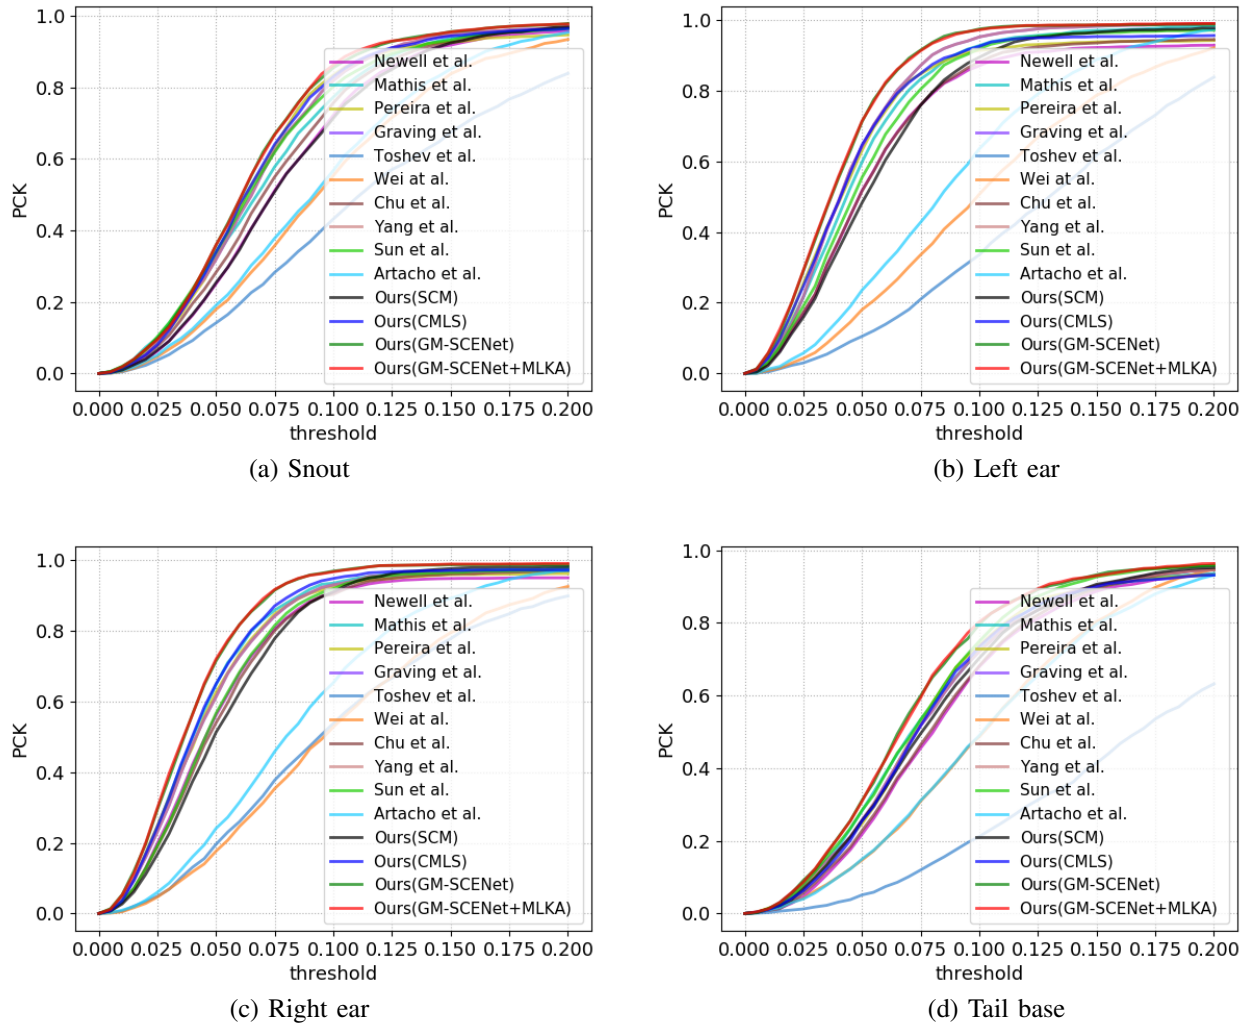 1.0
0.8
0.6
0.4
0.2
0.0
PCK
0.000 0.025 0.050 0.075 0.100 0.125 0.150 0.175 0.200
threshold
Newell et al.
Mathis et al.
Pereira et al.
Graving et al.
Toshev et al.
Wei at al.
Chu et al.
Yang et al.
Sun et al.
Artacho et al.
Ours(SCM)
Ours(CMLS)
Ours(GM-SCENet)
Ours(GM-SCENet+MLKA)
(a) Snout
1.0
0.8
0.6
0.4
0.2
0.0
PCK
0.000 0.025 0.050 0.075 0.100 0.125 0.150 0.175 0.200
threshold
Newell et al.
Mathis et al.
Pereira et al.
Graving et al.
Toshev et al.
Wei at al.
Chu et al.
Yang et al.
Sun et al.
Artacho et al.
Ours(SCM)
Ours(CMLS)
Ours(GM-SCENet)
Ours(GM-SCENet+MLKA)
(b) Left ear
1.0
0.8
0.6
0.4
0.2
0.0
PCK
0.000 0.025 0.050 0.075 0.100 0.125 0.150 0.175 0.200
threshold
Newell et al.
Mathis et al.
Pereira et al.
Graving et al.
Toshev et al.
Wei at al.
Chu et al.
Yang et al.
Sun et al.
Artacho et al.
Ours(SCM)
Ours(CMLS)
Ours(GM-SCENet)
Ours(GM-SCENet+MLKA)
(c) Right ear
1.0
0.8
0.6
0.4
0.2
0.0
PCK
0.000 0.025 0.050 0.075 0.100 0.125 0.150 0.175 0.200
threshold
Newell et al.
Mathis et al.
Pereira et al.
Graving et al.
Toshev et al.
Wei at al.
Chu et al.
Yang et al.
Sun et al.
Artacho et al.
Ours(SCM)
Ours(CMLS)
Ours(GM-SCENet)
Ours(GM-SCENet+MLKA)
(d) Tail base